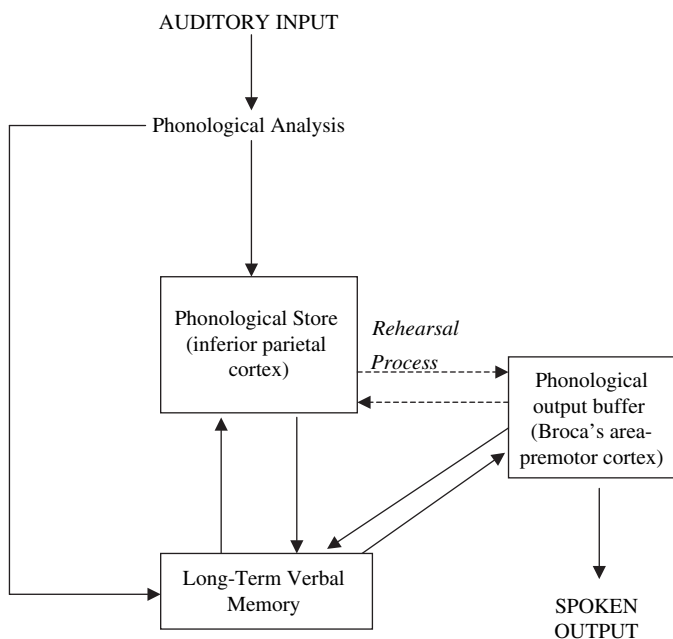 AUDITORY INPUT
Phonological Analysis
Phonological Store
(inferior parietal
cortex)
Rehearsal
Process
Phonological
output buffer
(Broca's area-
premotor cortex)
Long-Term Verbal
Memory
SPOKEN
OUTPUT